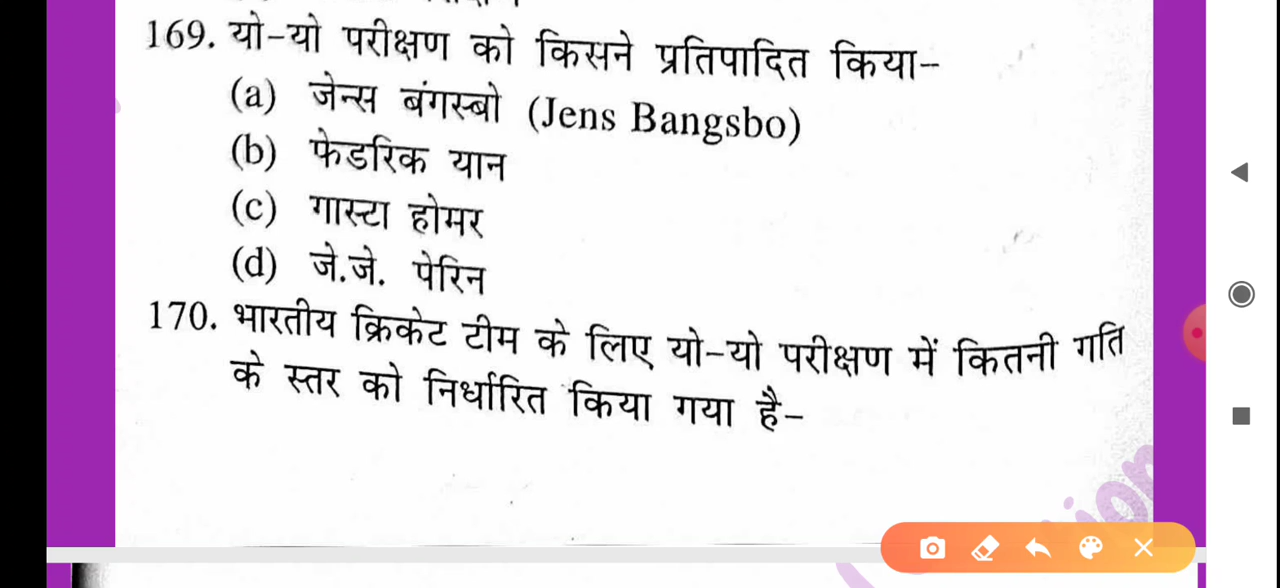 169. यो-यो परीक्षण को किसने प्रतिपादित किया-
(a) जेन्स बंगस्बो (Jens Bangsbo)
(b) फेडरिक यान
(c) गास्टा होमर
(d) जे.जे. पेरिन
170. भारतीय क्रिकेट टीम के लिए यो-यो परीक्षण में कितनी गति
के स्तर को निर्धारित किया गया है-